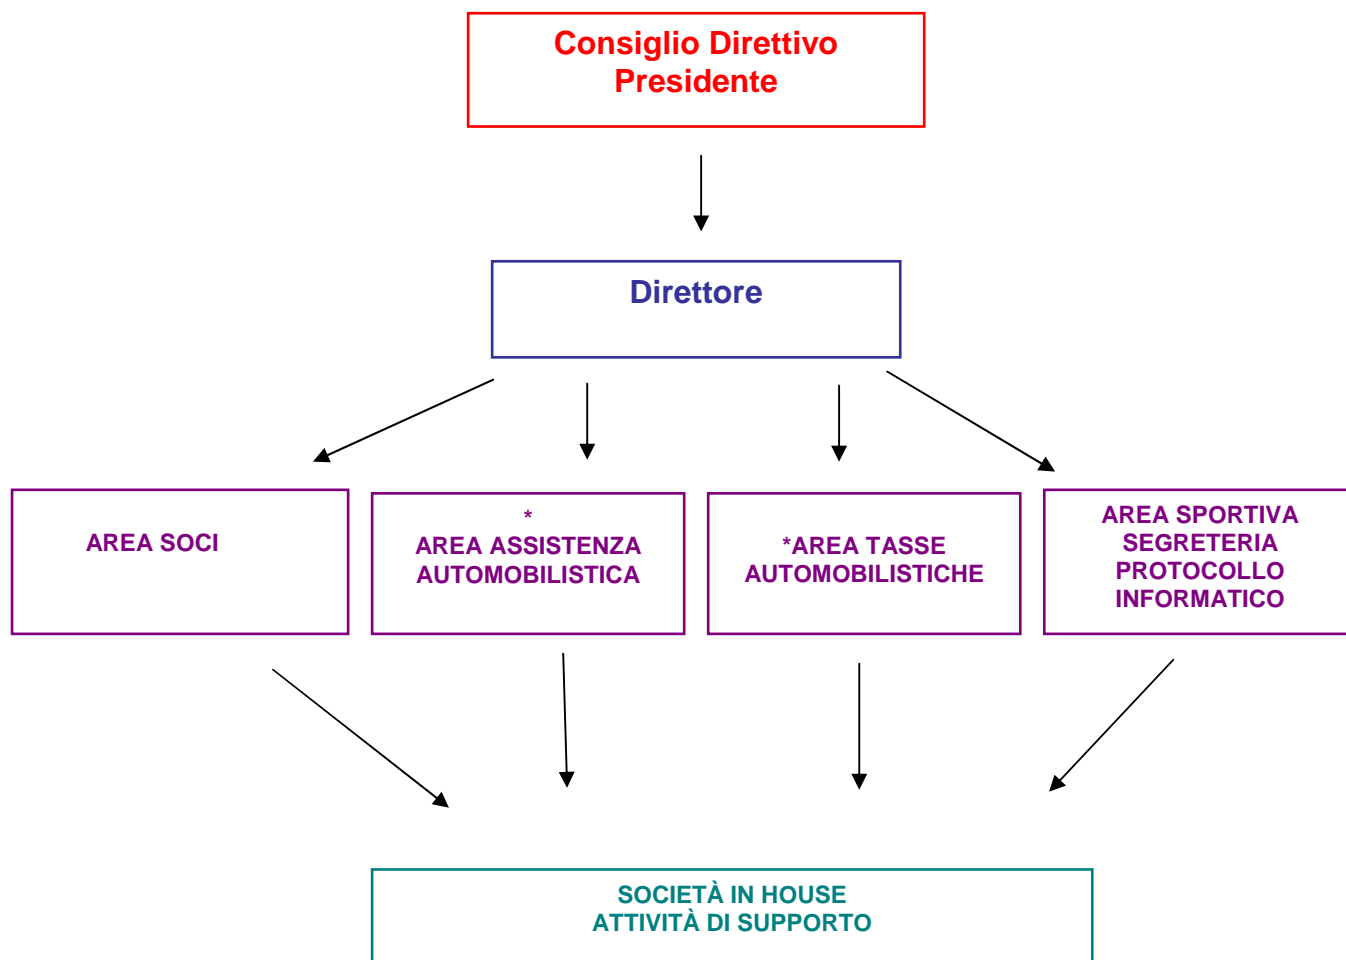 Consiglio Direttivo
Presidente
Direttore
AREA SOCI
*
AREA ASSISTENZA
AUTOMOBILISTICA
*AREA TASSE
AUTOMOBILISTICHE
AREA SPORTIVA
SEGRETERIA
PROTOCOLLO
INFORMATICO
SOCIETÀ IN HOUSE
ATTIVITÀ DI SUPPORTO